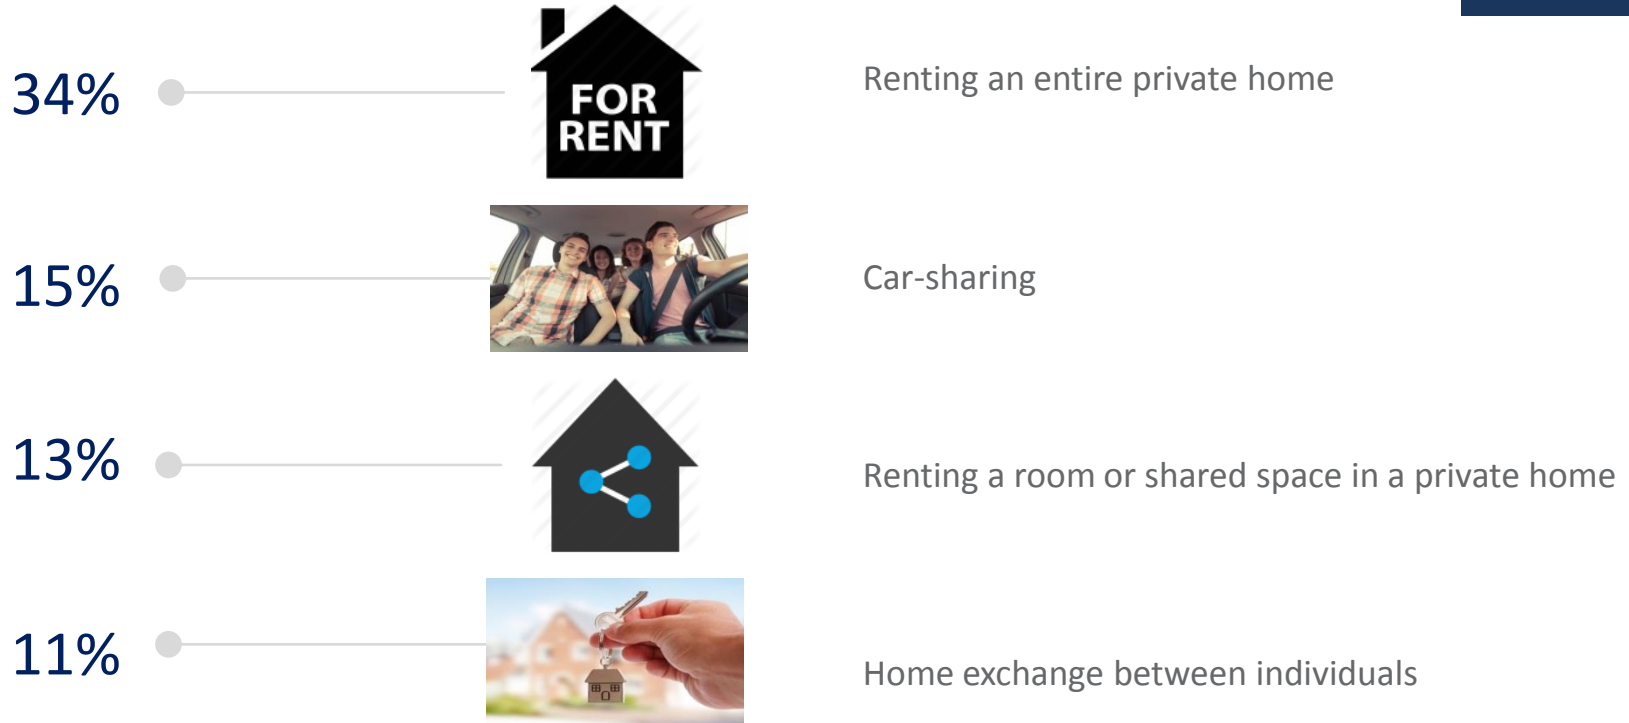 34%
FOR
RENT
Renting an entire private home
15%
Car-sharing
13%
Renting a room or shared space in a private home
11%
Home exchange between individuals